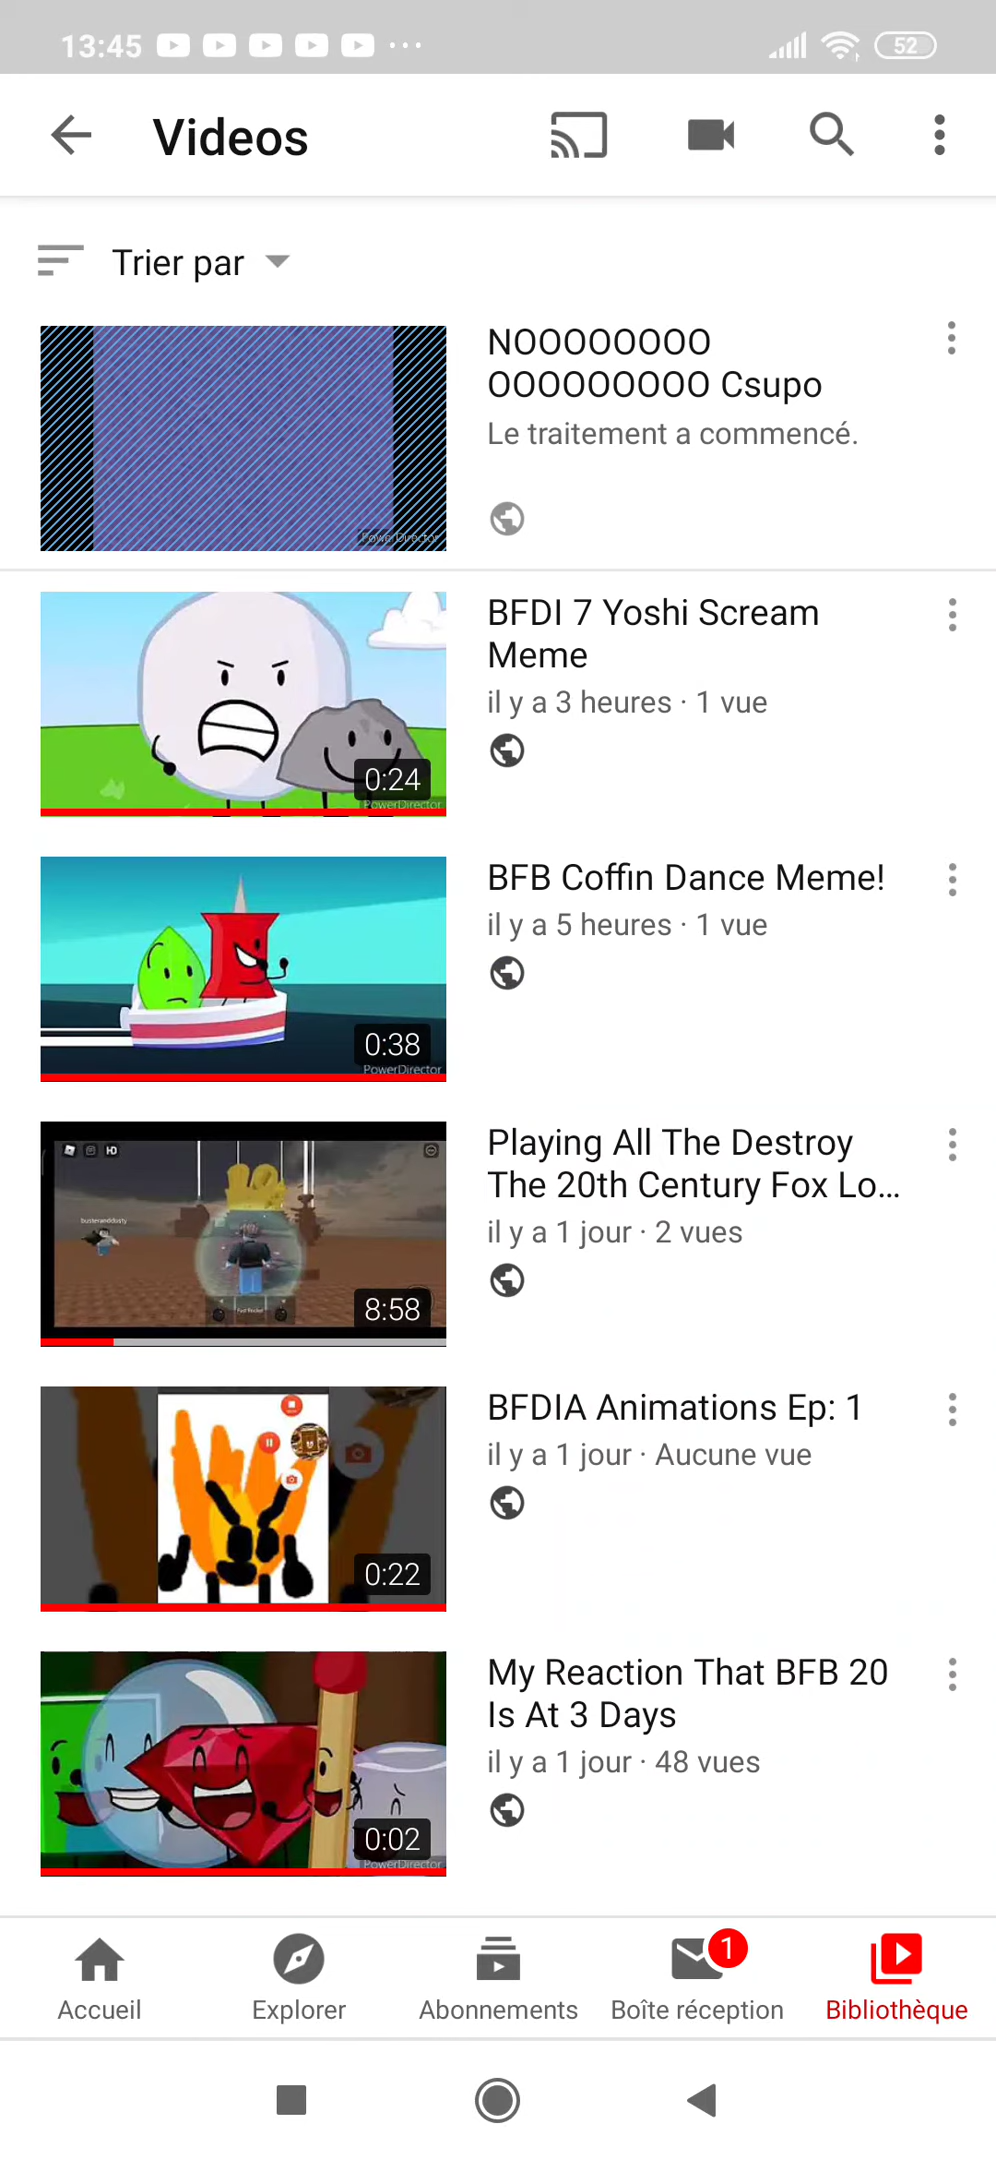 13:45
52
Videos
Trier par
NOOOOOOOO
OOOOOOOOO Csupo
Le traitement a commencé.
PowerDirector
BFDI 7 Yoshi Scream
Meme
il y a 3 heures · 1 vue
0:24
PowerDirector
BFB Coffin Dance Meme!
il y a 5 heures · 1 vue
0:38
PowerDirector
Playing All The Destroy
The 20th Century Fox Lo...
il y a 1 jour · 2 vues
HD
8:58
BFDIA Animations Ep: 1
il y a 1 jour · Aucune vue
0:22
My Reaction That BFB 20
Is At 3 Days
il y a 1 jour · 48 vues
0:02
PowerDirector
1
Accueil
Explorer
Abonnements
Boîte réception
Bibliothèque